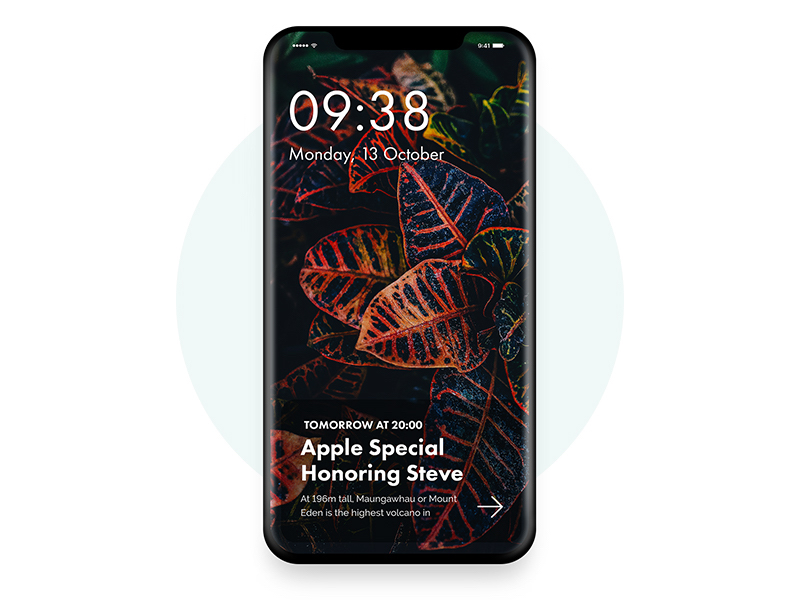 9:41
09:38
Monday, 13 October
TOMORROW AT 20:00
Apple Special
Honoring Steve
At 196m tall, Maungawhau or Mount
Eden is the highest volcano in